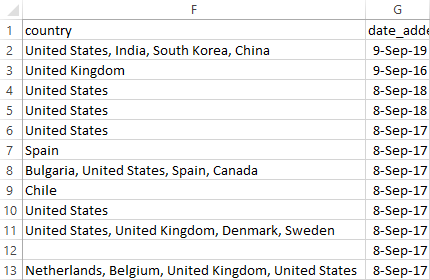 F G
1 country date_adde
2 United States, India, South Korea, China 9-Sep-19
3 United Kingdom 9-Sep-16
4 United States 8-Sep-18
5 United States 8-Sep-18
6 United States 8-Sep-17
7 Spain 8-Sep-17
8 Bulgaria, United States, Spain, Canada 8-Sep-17
9 Chile 8-Sep-17
10 United States 8-Sep-17
11 United States, United Kingdom, Denmark, Sweden 8-Sep-17
12 8-Sep-17
13 Netherlands, Belgium, United Kingdom, United States 8-Sep-17